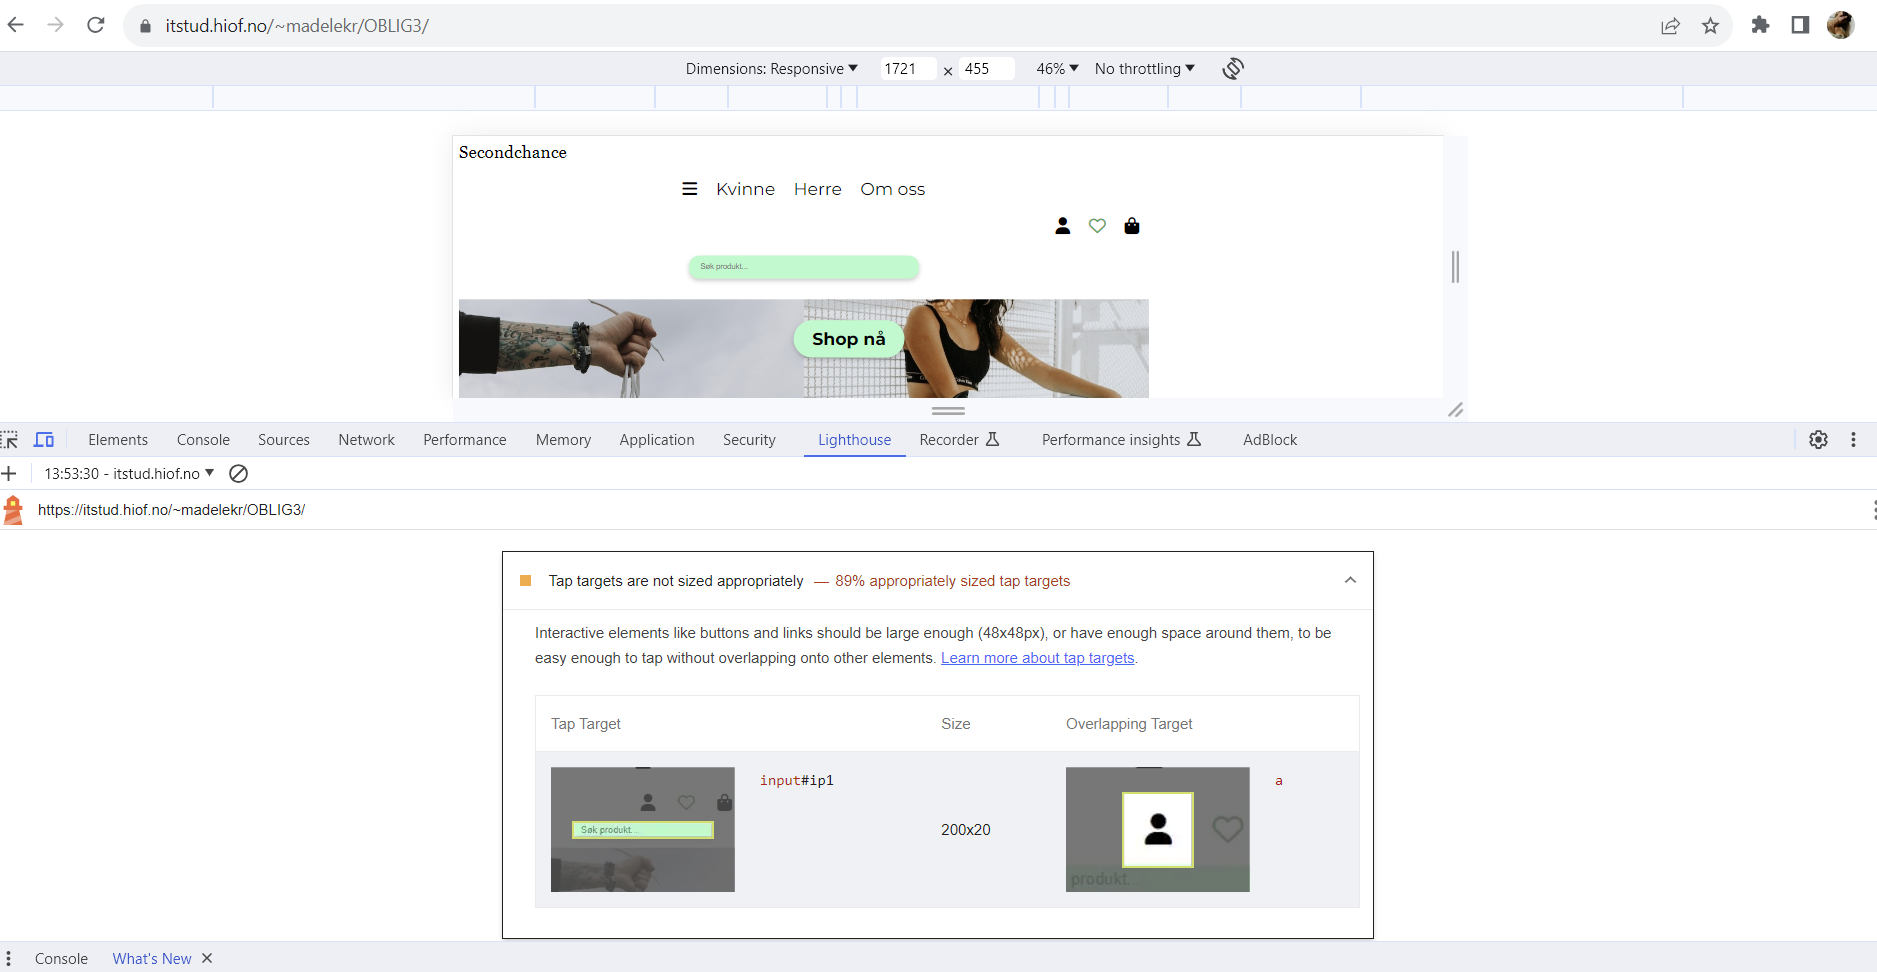 itstud.hiof.no/~madelekr/OBLIG3/
Dimensions: Responsive 1721 × 455 46% No throttling
Secondchance
Kvinne Herre Om oss
Søk produkt...
Shop nå
Elements Console Sources Network Performance Memory Application Security Lighthouse Recorder Performance insights AdBlock
13:53:30 - itstud.hiof.no
https://itstud.hiof.no/~madelekr/OBLIG3/
Tap targets are not sized appropriately — 89% appropriately sized tap targets
Interactive elements like buttons and links should be large enough (48x48px), or have enough space around them, to be
easy enough to tap without overlapping onto other elements. Learn more about tap targets.
Tap Target Size Overlapping Target
input#ip1 a
Søk produkt... 200x20
produkt...
Console What's New